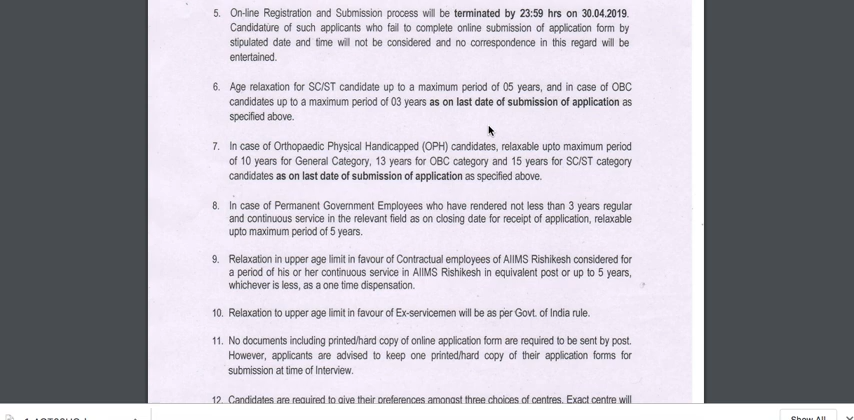 5. On-line Registration and Submission process will be terminated by 23:59 hrs on 30.04.2019.
Candidature of such applicants who fail to complete online submission of application form by
stipulated date and time will not be considered and no correspondence in this regard will be
entertained.
6. Age relaxation for SC/ST candidate up to a maximum period of 05 years, and in case of OBC
candidates up to a maximum period of 03 years as on last date of submission of application as
specified above.
7. In case of Orthopaedic Physical Handicapped (OPH) candidates, relaxable upto maximum period
of 10 years for General Category, 13 years for OBC category and 15 years for SC/ST category
candidates as on last date of submission of application as specified above.
8. In case of Permanent Government Employees who have rendered not less than 3 years regular
and continuous service in the relevant field as on closing date for receipt of application, relaxable
upto maximum period of 5 years.
9. Relaxation in upper age limit in favour of Contractual employees of AIIMS Rishikesh considered for
a period of his or her continuous service in AIIMS Rishikesh in equivalent post or up to 5 years,
whichever is less, as a one time dispensation.
10. Relaxation to upper age limit in favour of Ex-servicemen will be as per Govt. of India rule.
11. No documents including printed/hard copy of online application form are required to be sent by post.
However, applicants are advised to keep one printed/hard copy of their application forms for
submission at time of Interview.
12. Candidates are required to give their preferences amongst three choices of centres. Exact centre will
Show All